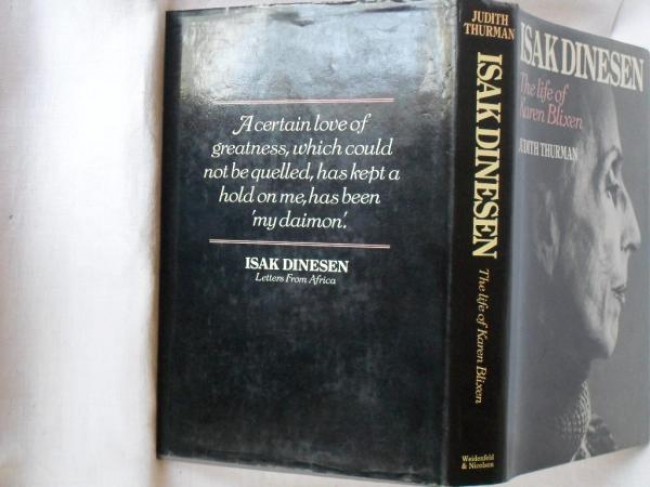 A certain love of
greatness, which could
not be quelled, has kept a
hold on me, has been
'my daimon'.
ISAK DINESEN
Letters From Africa
JUDITH
THURMAN
ISAK DINESEN
The life of Karen Blixen
Weidenfeld
& Nicolson
ISAK DINESEN
The life of
Karen Blixen
JUDITH THURMAN